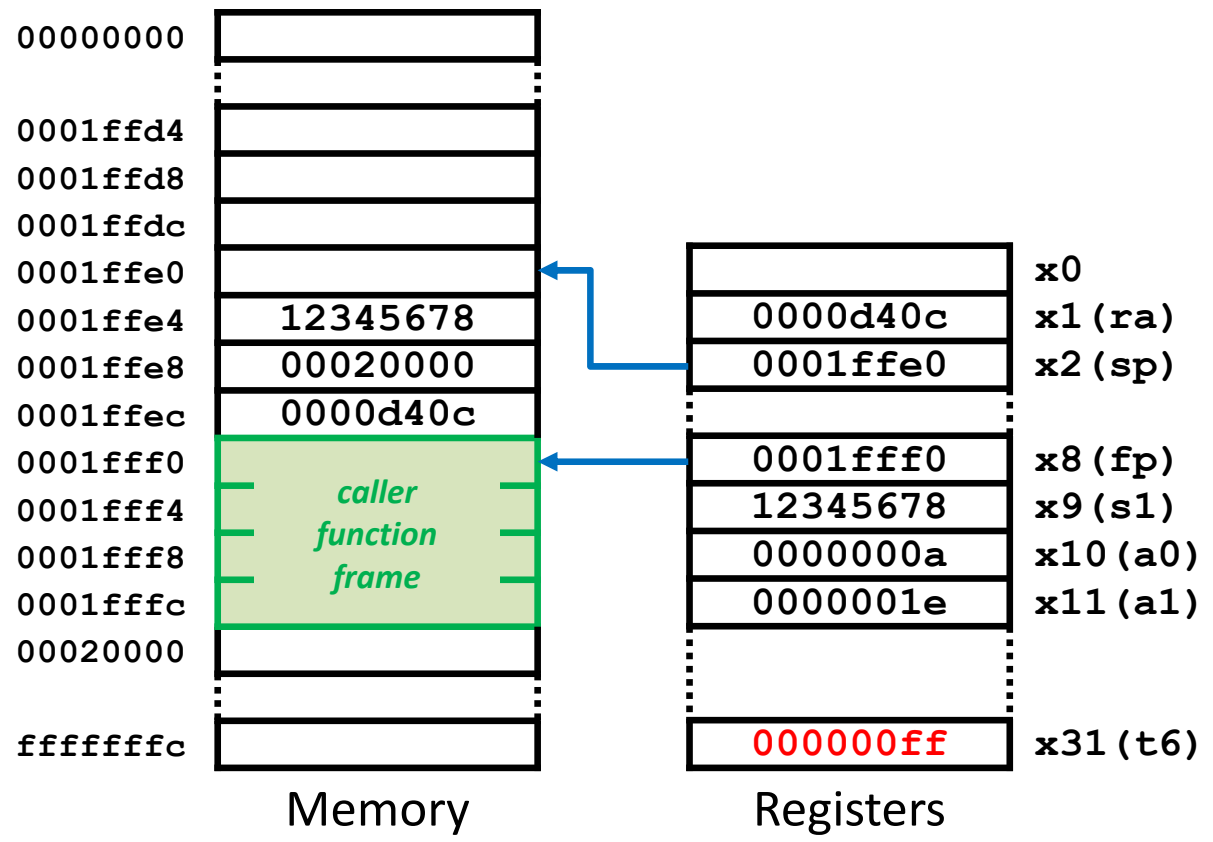 00000000
0001ffd4
0001ffd8
0001ffdc
0001ffe0 x0
0001ffe4 12345678 0000d40c x1(ra)
0001ffe8 00020000 0001ffe0 x2(sp)
0001ffec 0000d40c
0001fff0 0001fff0 x8(fp)
caller
0001fff4 12345678 x9(s1)
function
0001fff8 0000000a x10(a0)
frame
0001fffc 0000001e x11(a1)
00020000
fffffffc 000000ff x31(t6)
Memory Registers